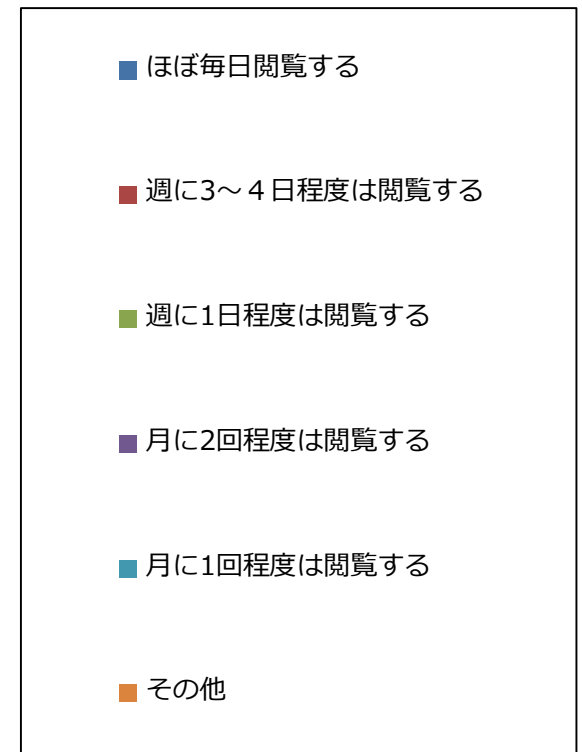 ほぼ毎日閲覧する
週に3～４日程度は閲覧する
週に1日程度は閲覧する
月に2回程度は閲覧する
月に1回程度は閲覧する
その他